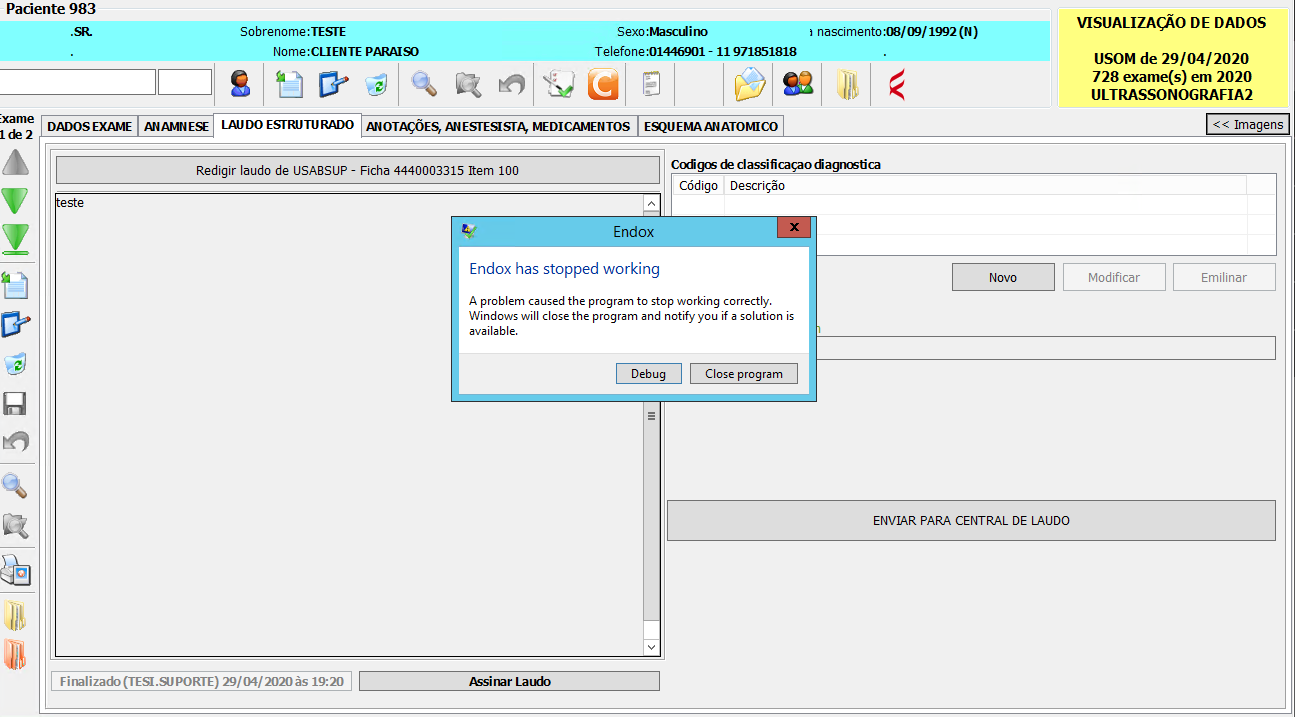 Paciente 983
.SR.
Sobrenome:TESTE
Sexo:Masculino
nascimento:08/09/1992 (N)
.
Nome:CLIENTE PARAISO
Telefone:01446901 - 11 971851818
.
VISUALIZAÇÃO DE DADOS
USOM de 29/04/2020
728 exame(s) em 2020
ULTRASSONOGRAFIA2
Exame
1 de 2
DADOS EXAME
ANAMNESE
LAUDO ESTRUTURADO
ANOTAÇÕES, ANESTESISTA, MEDICAMENTOS
ESQUEMA ANATOMICO
<< Imagens
Redigir laudo de USABSUP - Ficha 4440003315 Item 100
teste
Codigos de classificaçao diagnostica
Código
Descrição
Novo
Modificar
Emilinar
Endox
x
Endox has stopped working
A problem caused the program to stop working correctly.
Windows will close the program and notify you if a solution is
available.
Debug
Close program
ENVIAR PARA CENTRAL DE LAUDO
Finalizado (TESI.SUPORTE) 29/04/2020 às 19:20
Assinar Laudo